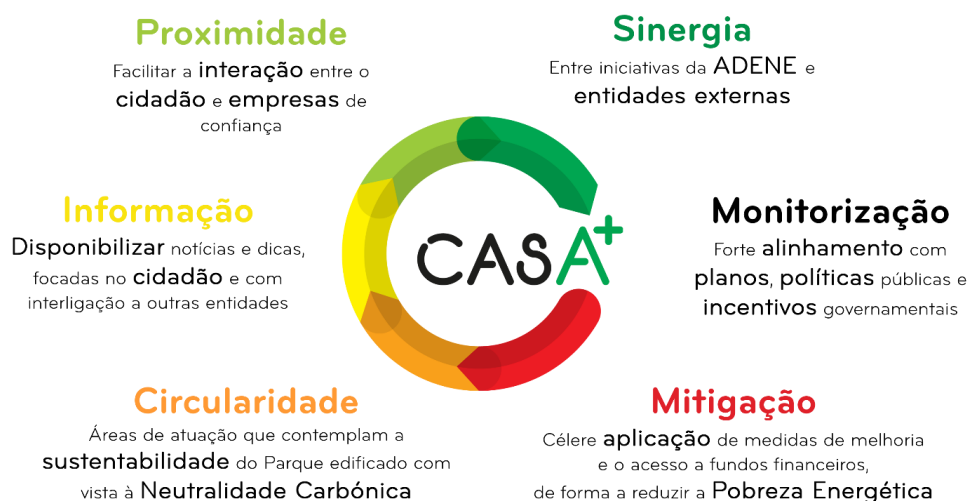 Proximidade
Facilitar a interação entre o
cidadão e empresas de
confiança
Sinergia
Entre iniciativas da ADENE e
entidades externas
Informação
Disponibilizar notícias e dicas,
focadas no cidadão e com
interligação a outras entidades
CASA+
Monitorização
Forte alinhamento com
planos, políticas públicas e
incentivos governamentais
Circularidade
Áreas de atuação que contemplam a
sustentabilidade do Parque edificado com
vista à Neutralidade Carbónica
Mitigação
Célere aplicação de medidas de melhoria
e o acesso a fundos financeiros,
de forma a reduzir a Pobreza Energética